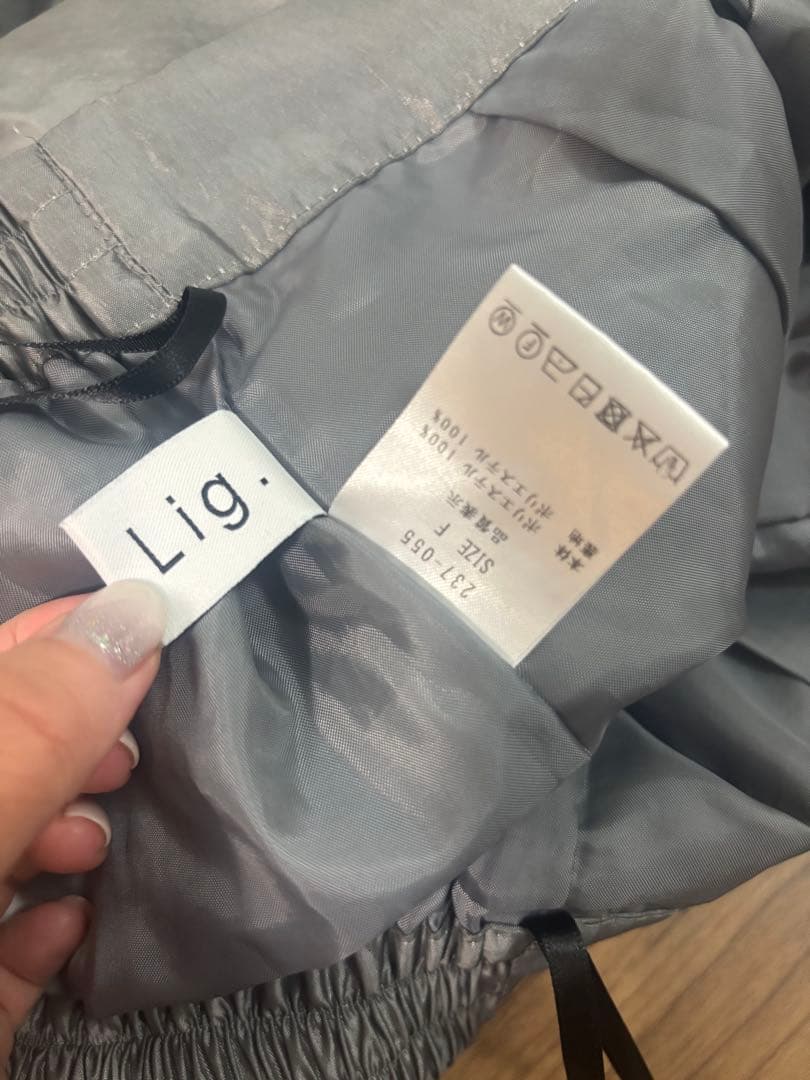 Lig.
237-055
SIZE F
品質表示
本体 ポリエステル 100%
裏地 ポリエステル 100%
F
W